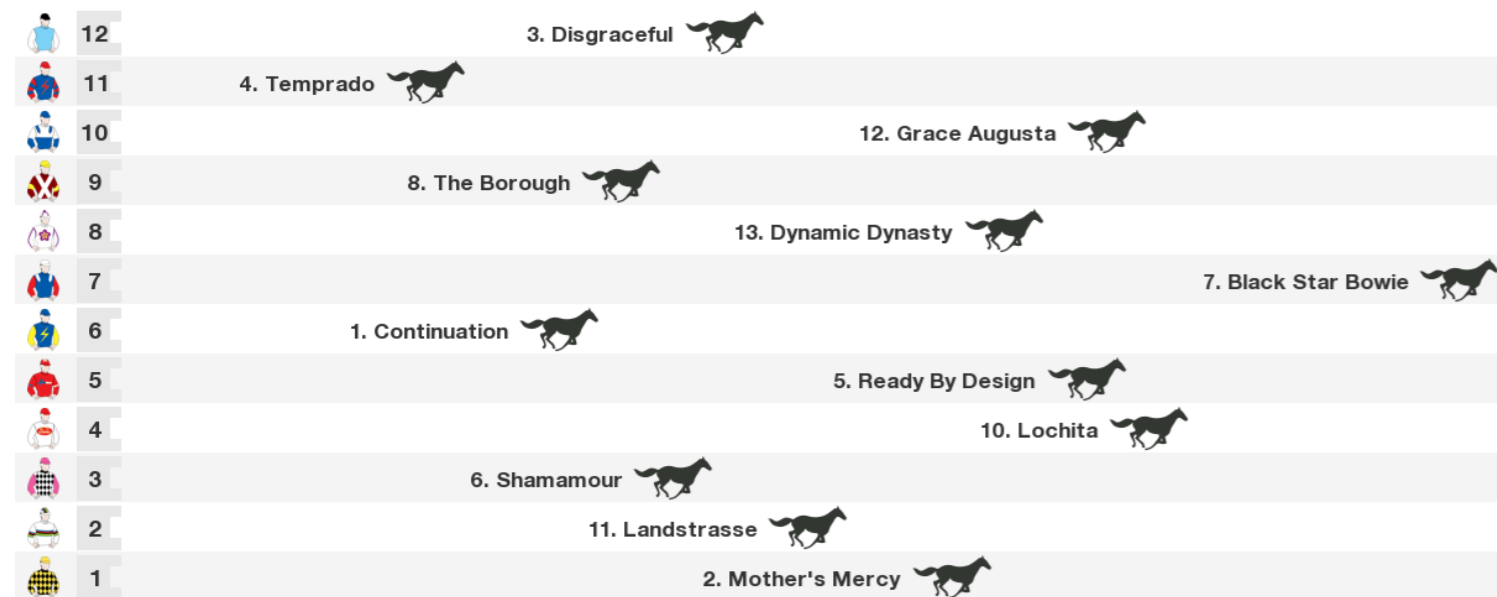 12 3. Disgraceful
11 4. Temprado
10 12. Grace Augusta
9 8. The Borough
8 13. Dynamic Dynasty
7 7. Black Star Bowie
6 1. Continuation
5 5. Ready By Design
4 10. Lochita
3 6. Shamamour
2 11. Landstrasse
1 2. Mother's Mercy